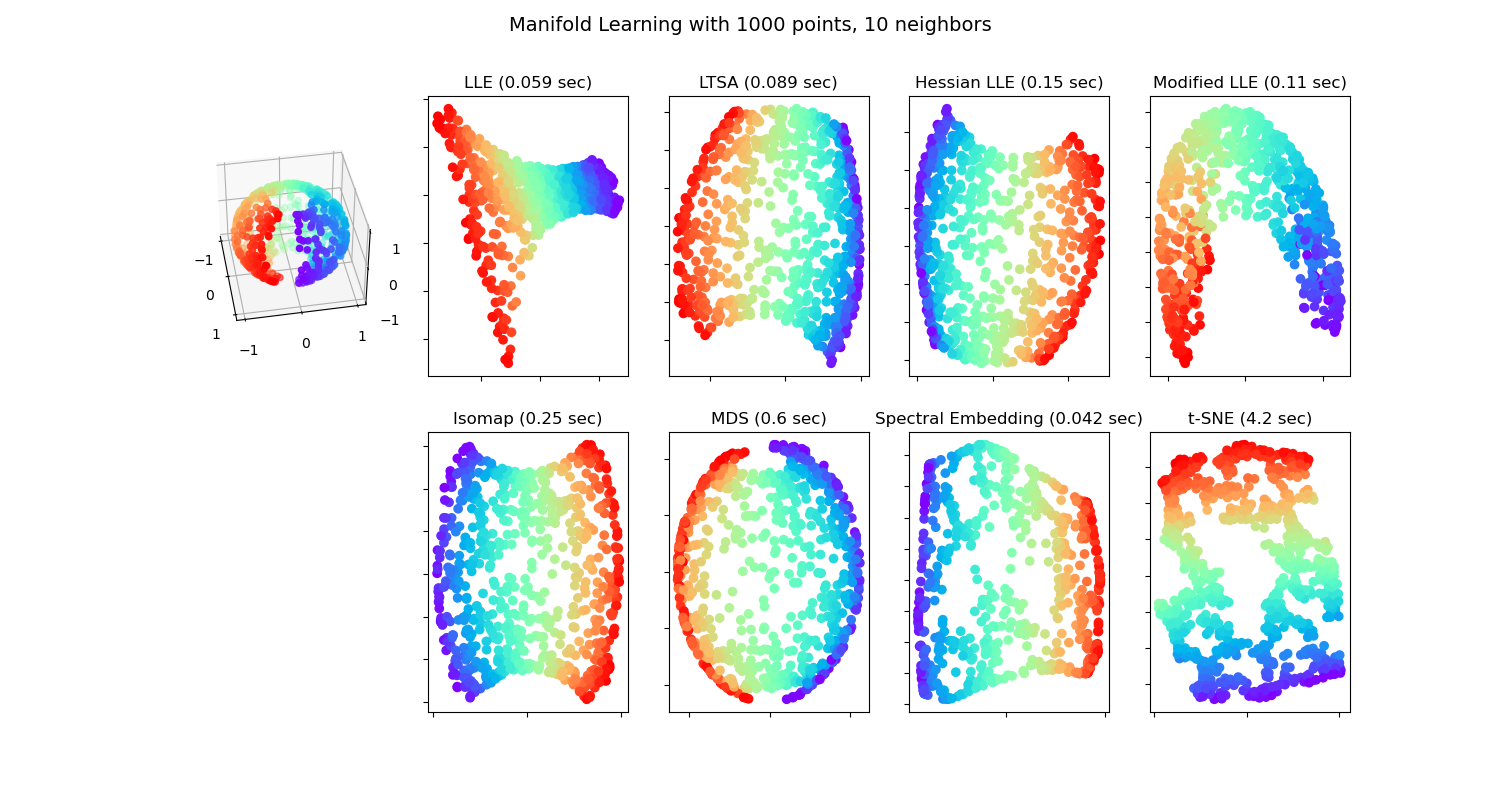 Manifold Learning with 1000 points, 10 neighbors
LLE (0.059 sec)
LTSA (0.089 sec)
Hessian LLE (0.15 sec)
Modified LLE (0.11 sec)
−1
0
1
−1
0
1
1
0
−1
Isomap (0.25 sec)
MDS (0.6 sec)
Spectral Embedding (0.042 sec)
t-SNE (4.2 sec)